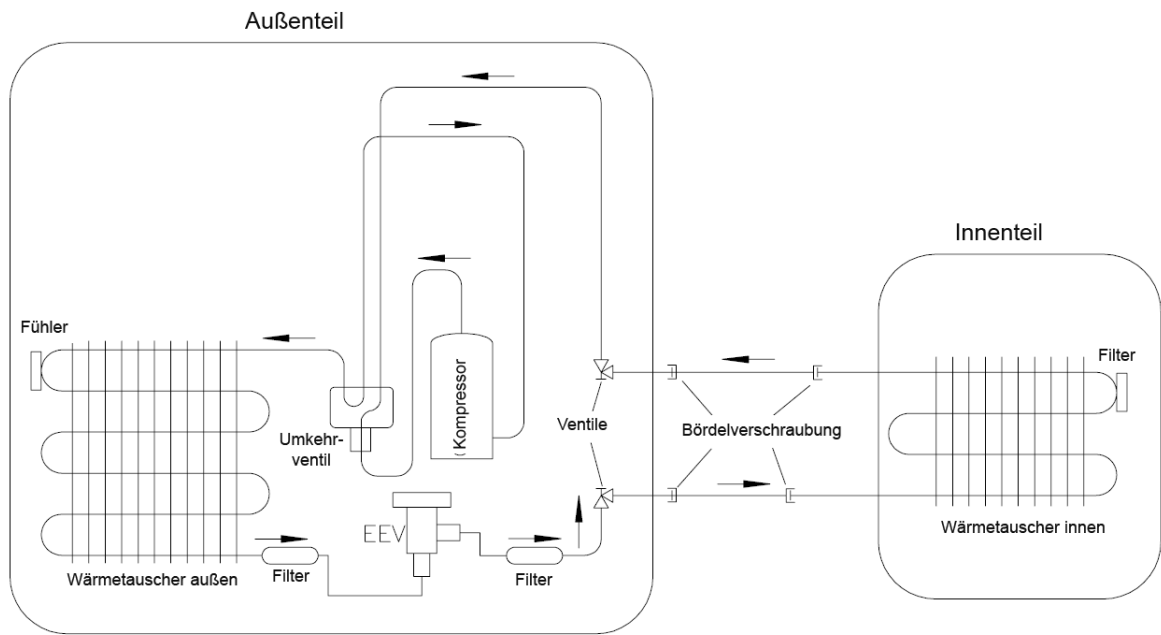 Außenteil
Innenteil
Fühler
Filter
(Kompressor
Ventile
Bördelverschraubung
Umkehr-
ventil
EEV
Wärmetauscher innen
Wärmetauscher außen
Filter
Filter